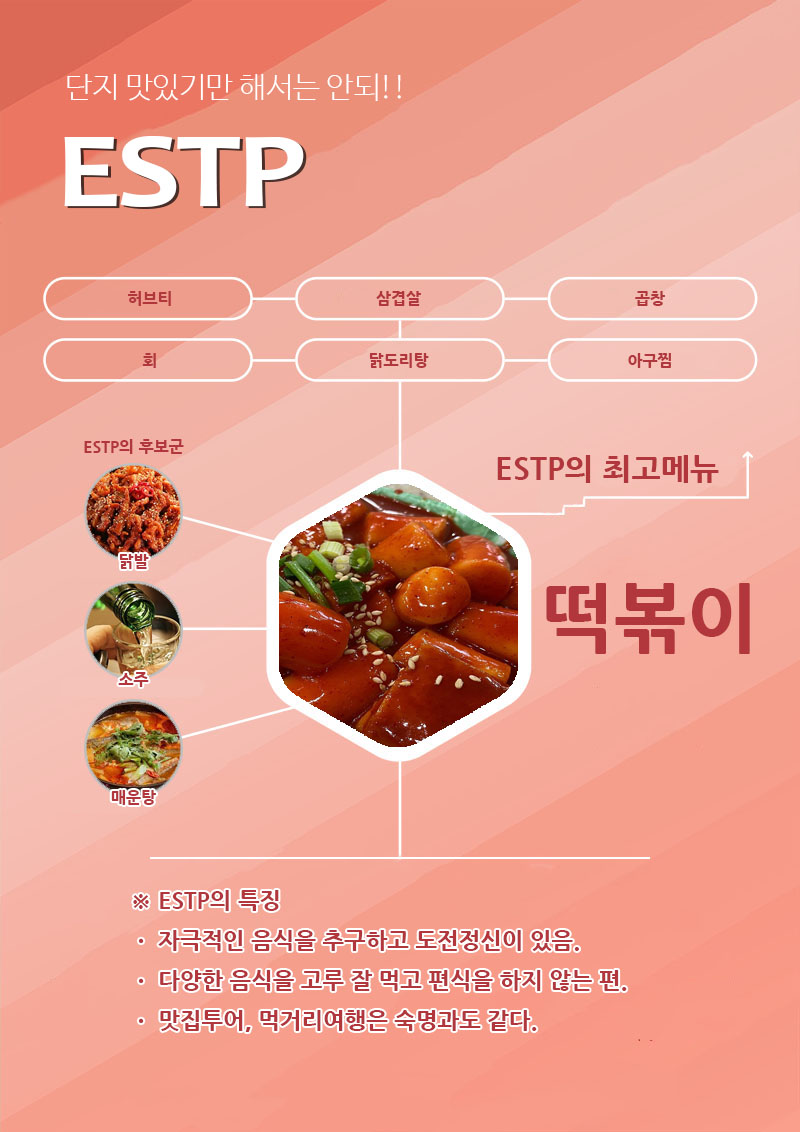 단지 맛있기만 해서는 안되!!
ESTP
허브티
삼겹살
곱창
회
닭도리탕
아구찜
ESTP의 후보군
닭발
소주
매운탕
ESTP의 최고메뉴
떡볶이
※ ESTP의 특징
· 자극적인 음식을 추구하고 도전정신이 있음.
· 다양한 음식을 고루 잘 먹고 편식을 하지 않는 편.
· 맛집투어, 먹거리여행은 숙명과도 같다.